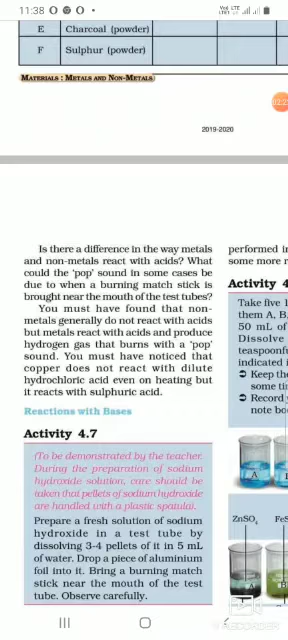 11:38
E Charcoal (powder)
F Sulphur (powder)
MATERIALS : METALS AND NON-METALS
2019-2020
Is there a difference in the way metals
and non-metals react with acids? What
could the ‘pop’ sound in some cases be
due to when a burning match stick is
brought near the mouth of the test tubes?
You must have found that non-
metals generally do not react with acids
but metals react with acids and produce
hydrogen gas that burns with a ‘pop’
sound. You must have noticed that
copper does not react with dilute
hydrochloric acid even on heating but
it reacts with sulphuric acid.
Reactions with Bases
Activity 4.7
(To be demonstrated by the teacher.
During the preparation of sodium
hydroxide solution, care should be
taken that pellets of sodium hydroxide
are handled with a plastic spatula).
Prepare a fresh solution of sodium
hydroxide in a test tube by
dissolving 3-4 pellets of it in 5 mL
of water. Drop a piece of aluminium
foil into it. Bring a burning match
stick near the mouth of the test
tube. Observe carefully.
performed in
some more r
Activity 4
Take five b
them A, B,
50 mL of
Dissolve
teaspoonfu
indicated i
Keep the
some ti
Record
note bo
A B
ZnSO4 FeS
A B
RECORDER